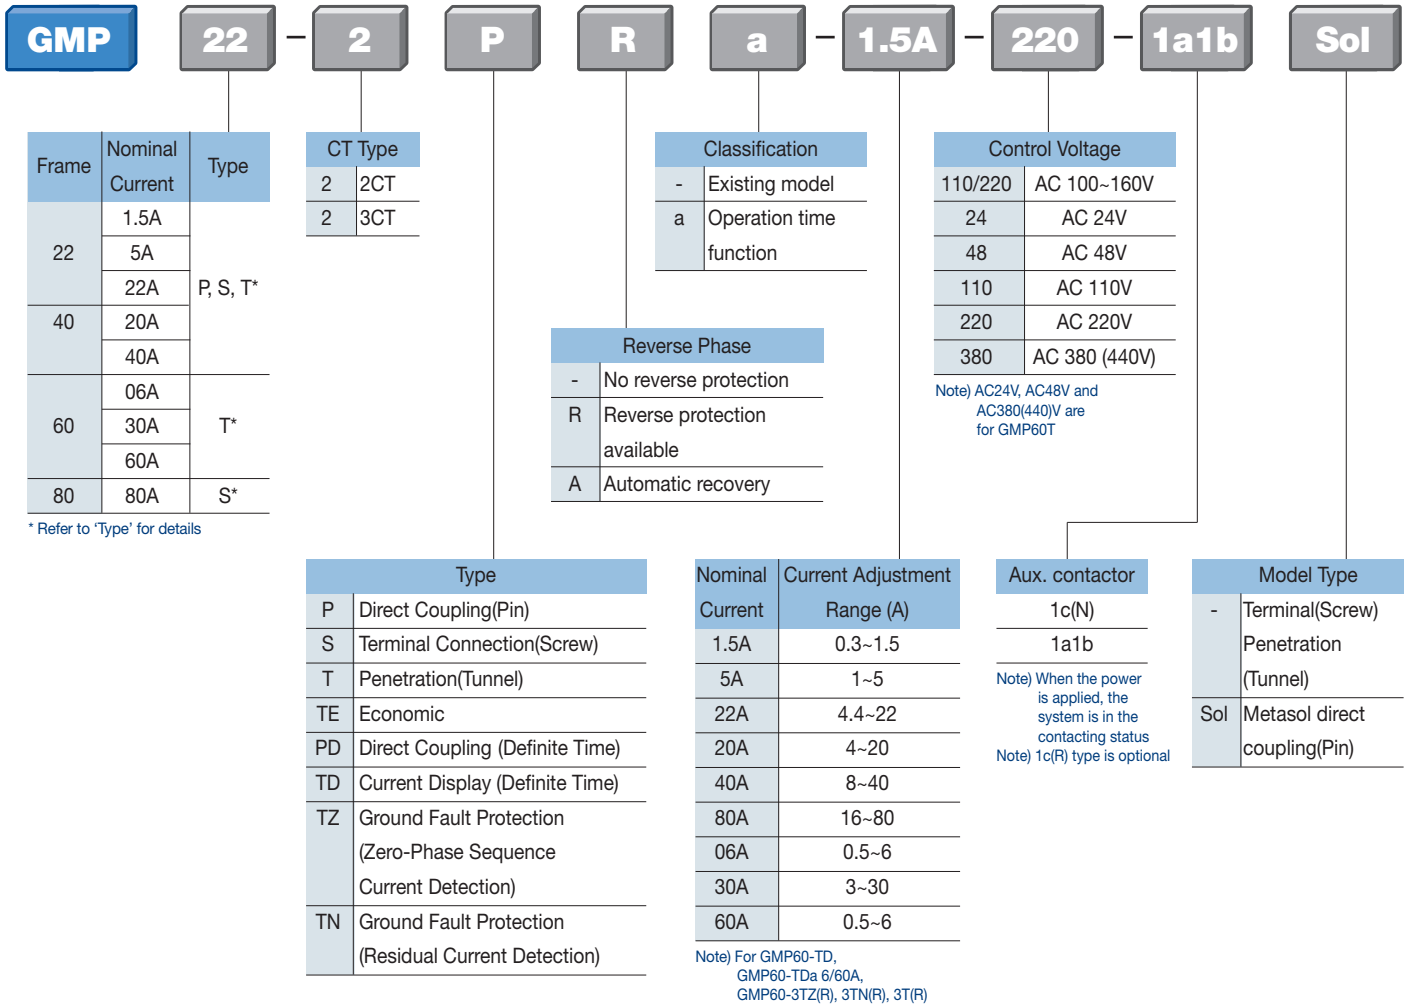 GMP 22 – 2 P R a – 1.5A – 220 – 1a1b Sol
Frame Nominal Current Type
22 1.5A P, S, T*
5A
22A
40 20A
40A
60 06A T*
30A
60A
80 80A S*
* Refer to ‘Type’ for details
CT Type
2 2CT
2 3CT
Classification
- Existing model
a Operation time
function
Control Voltage
110/220 AC 100~160V
24 AC 24V
48 AC 48V
110 AC 110V
220 AC 220V
380 AC 380 (440V)
Note) AC24V, AC48V and
AC380(440)V are
for GMP60T
Reverse Phase
- No reverse protection
R Reverse protection
available
A Automatic recovery
Type
P Direct Coupling(Pin)
S Terminal Connection(Screw)
T Penetration(Tunnel)
TE Economic
PD Direct Coupling (Definite Time)
TD Current Display (Definite Time)
TZ Ground Fault Protection
(Zero-Phase Sequence
Current Detection)
TN Ground Fault Protection
(Residual Current Detection)
Nominal Current Adjustment
Current Range (A)
1.5A 0.3~1.5
5A 1~5
22A 4.4~22
20A 4~20
40A 8~40
80A 16~80
06A 0.5~6
30A 3~30
60A 0.5~6
Note) For GMP60-TD,
GMP60-TDa 6/60A,
GMP60-3TZ(R), 3TN(R), 3T(R)
Aux. contactor
1c(N)
1a1b
Note) When the power
is applied, the
system is in the
contacting status
Note) 1c(R) type is optional
Model Type
- Terminal(Screw)
Penetration
(Tunnel)
Sol Metasol direct
coupling(Pin)